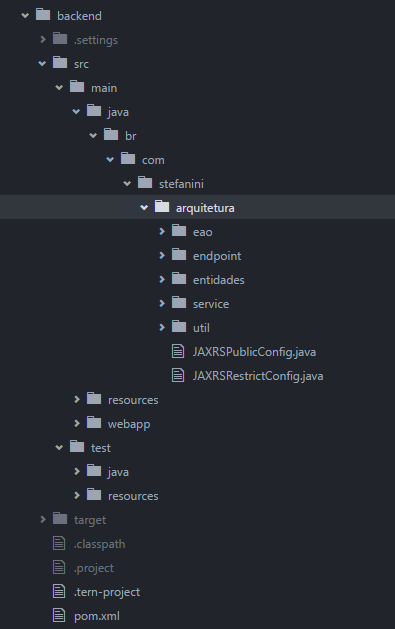 backend
.settings
src
main
java
br
com
stefanini
arquitetura
eao
endpoint
entidades
service
util
JAXRSPublicConfig.java
JAXRSRestrictConfig.java
resources
webapp
test
java
resources
target
.classpath
.project
.tern-project
pom.xml